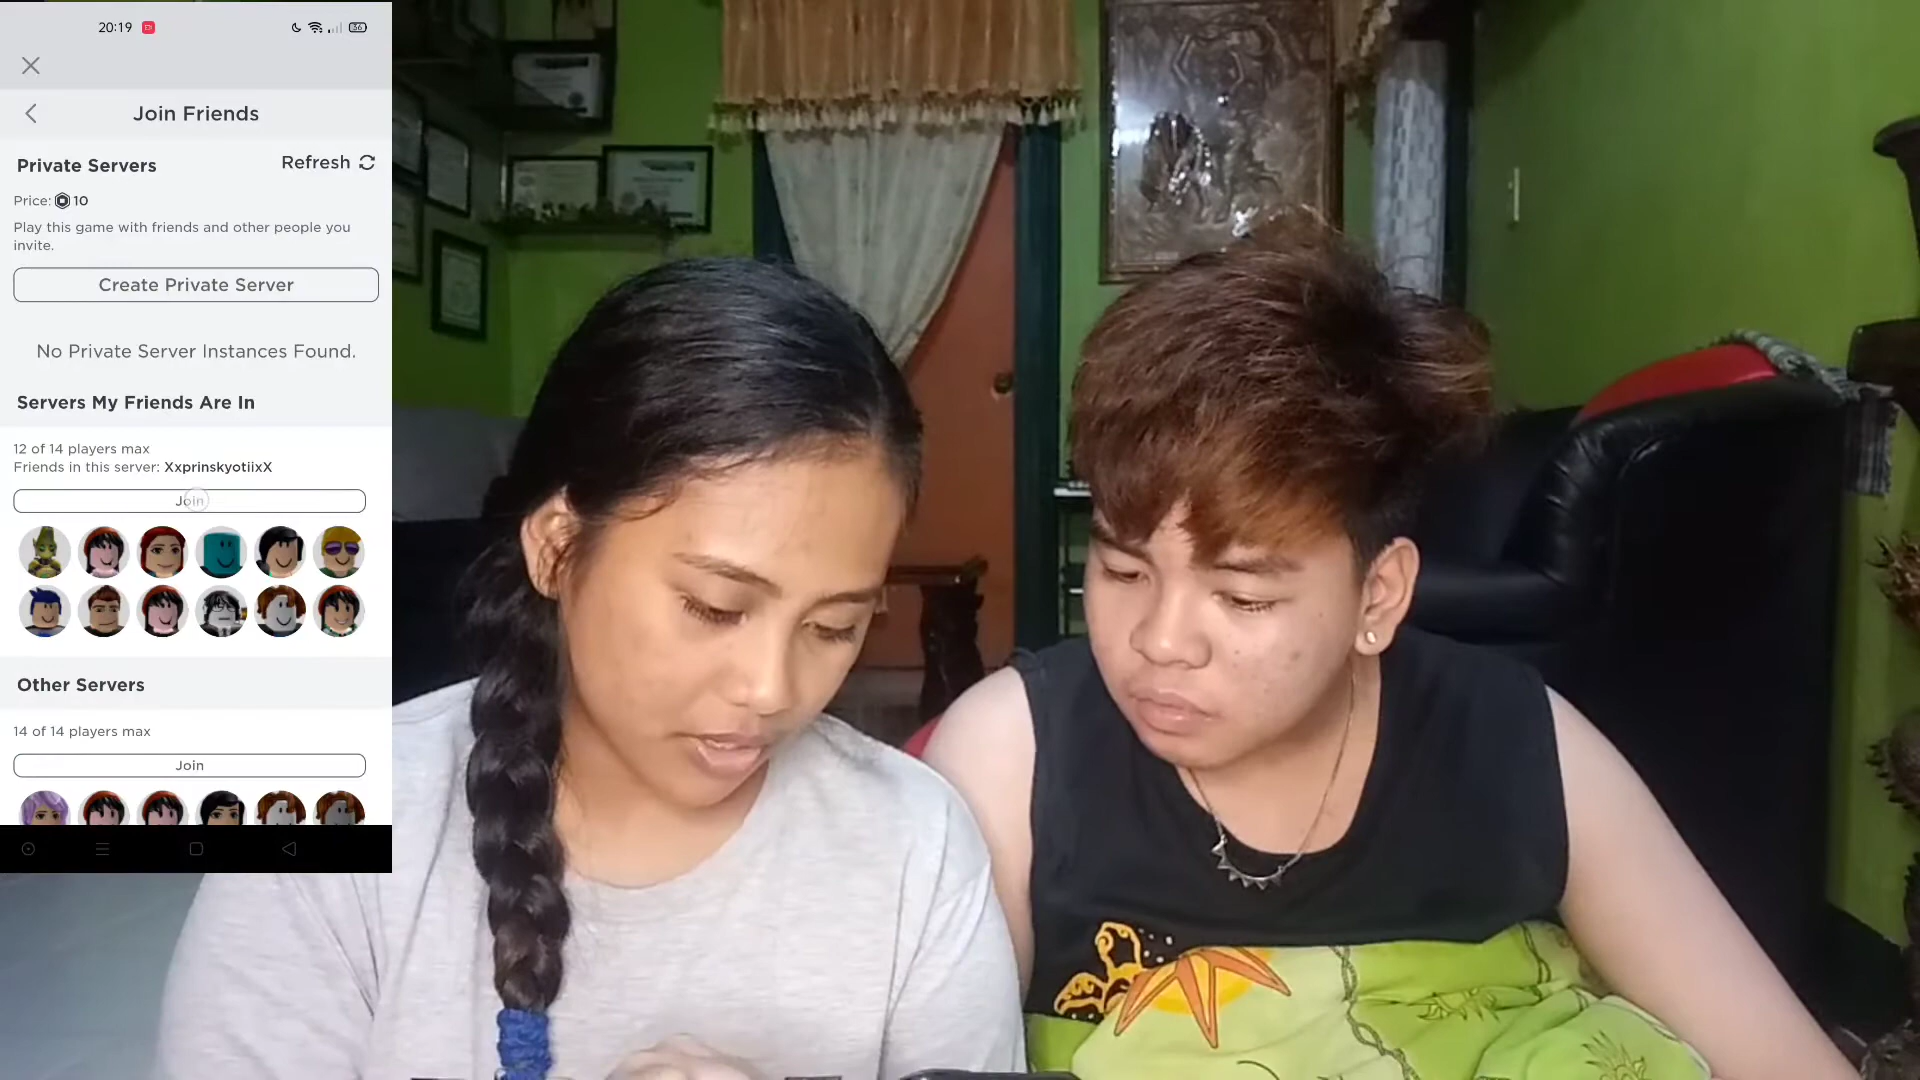 20:19
36
Join Friends
Private Servers
Refresh
Price: 10
Play this game with friends and other people you
invite.
Create Private Server
No Private Server Instances Found.
Servers My Friends Are In
12 of 14 players max
Friends in this server: XxprinskyotiixX
Join
Other Servers
14 of 14 players max
Join